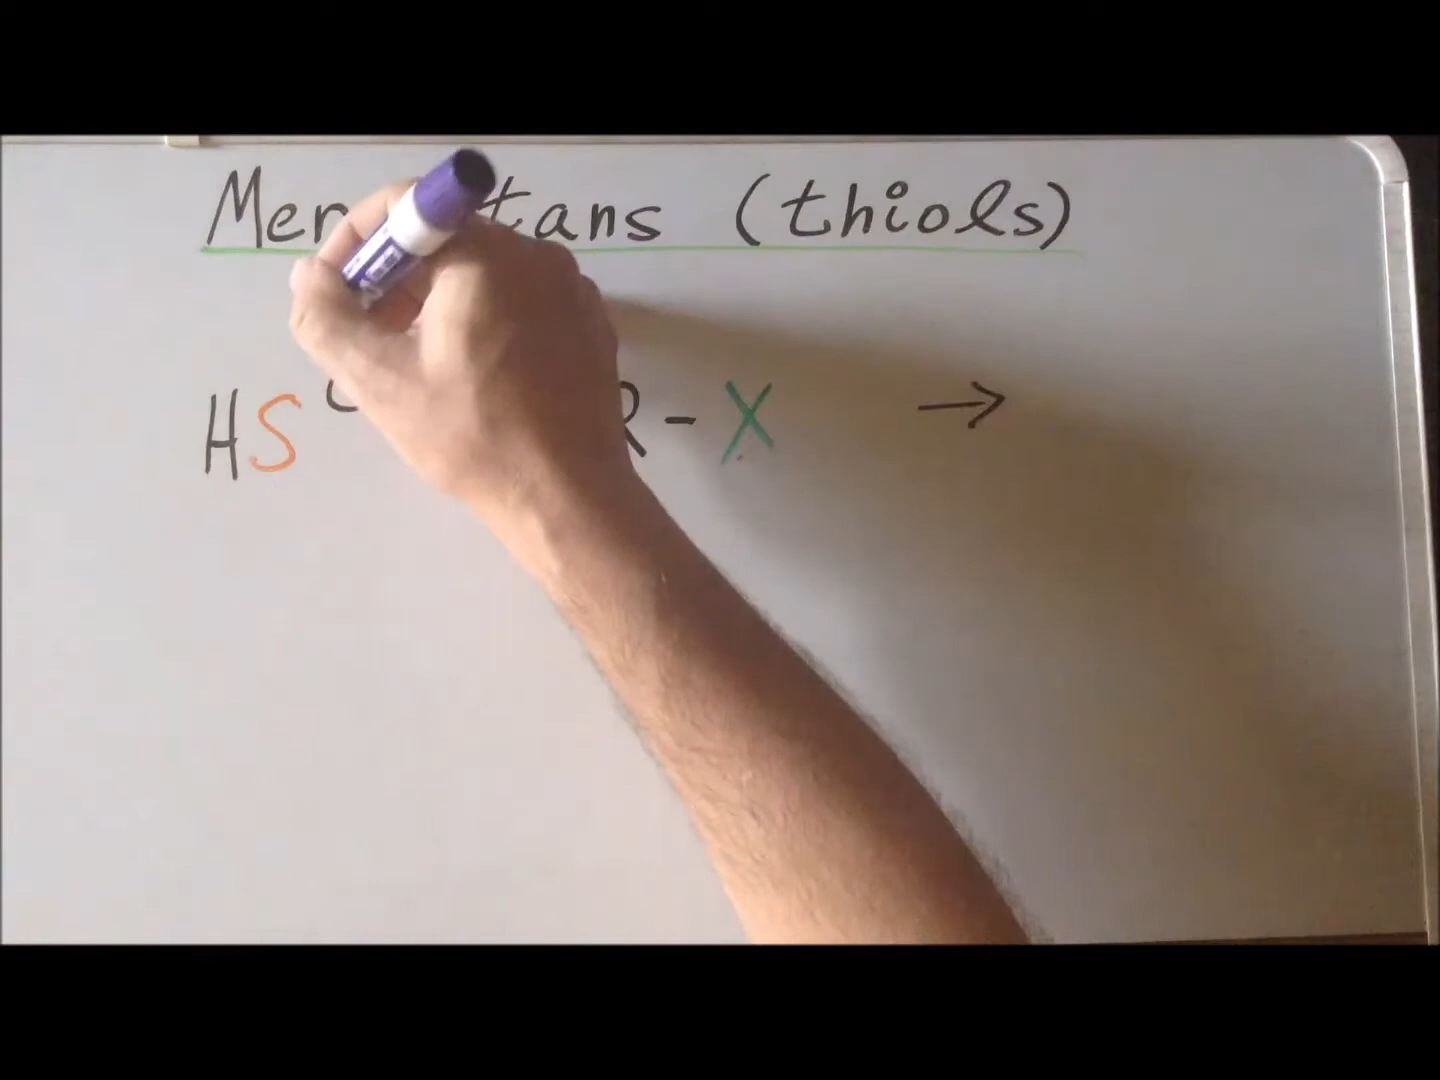 Mer tans (thiols)
HS R - X →